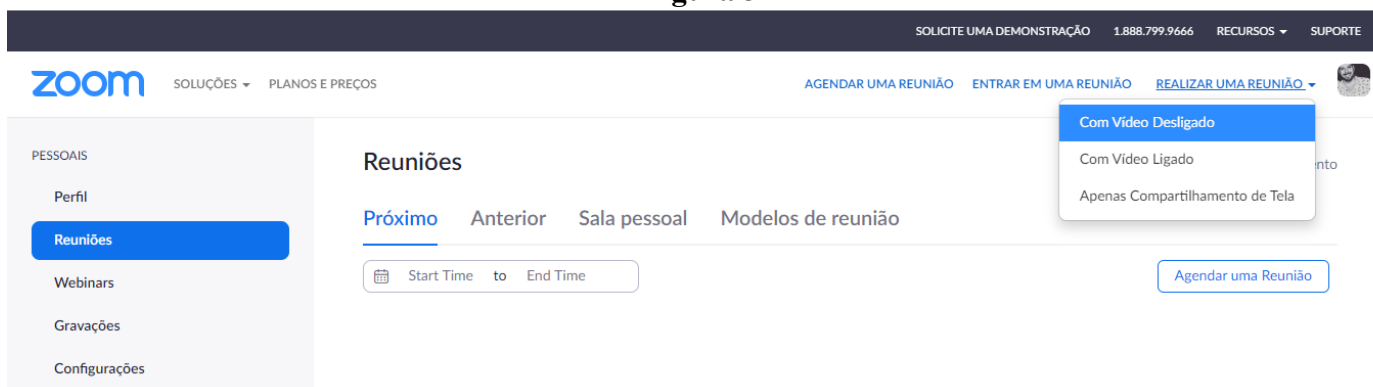 SOLICITE UMA DEMONSTRAÇÃO 1.888.799.9666 RECURSOS SUPORTE
zoom SOLUÇÕES PLANOS E PREÇOS AGENDAR UMA REUNIÃO ENTRAR EM UMA REUNIÃO REALIZAR UMA REUNIÃO
Com Vídeo Desligado
Com Vídeo Ligado
Apenas Compartilhamento de Tela
PESSOAIS
Perfil
Reuniões
Webinars
Gravações
Configurações
Reuniões
Próximo Anterior Sala pessoal Modelos de reunião
Start Time to End Time Agendar uma Reunião